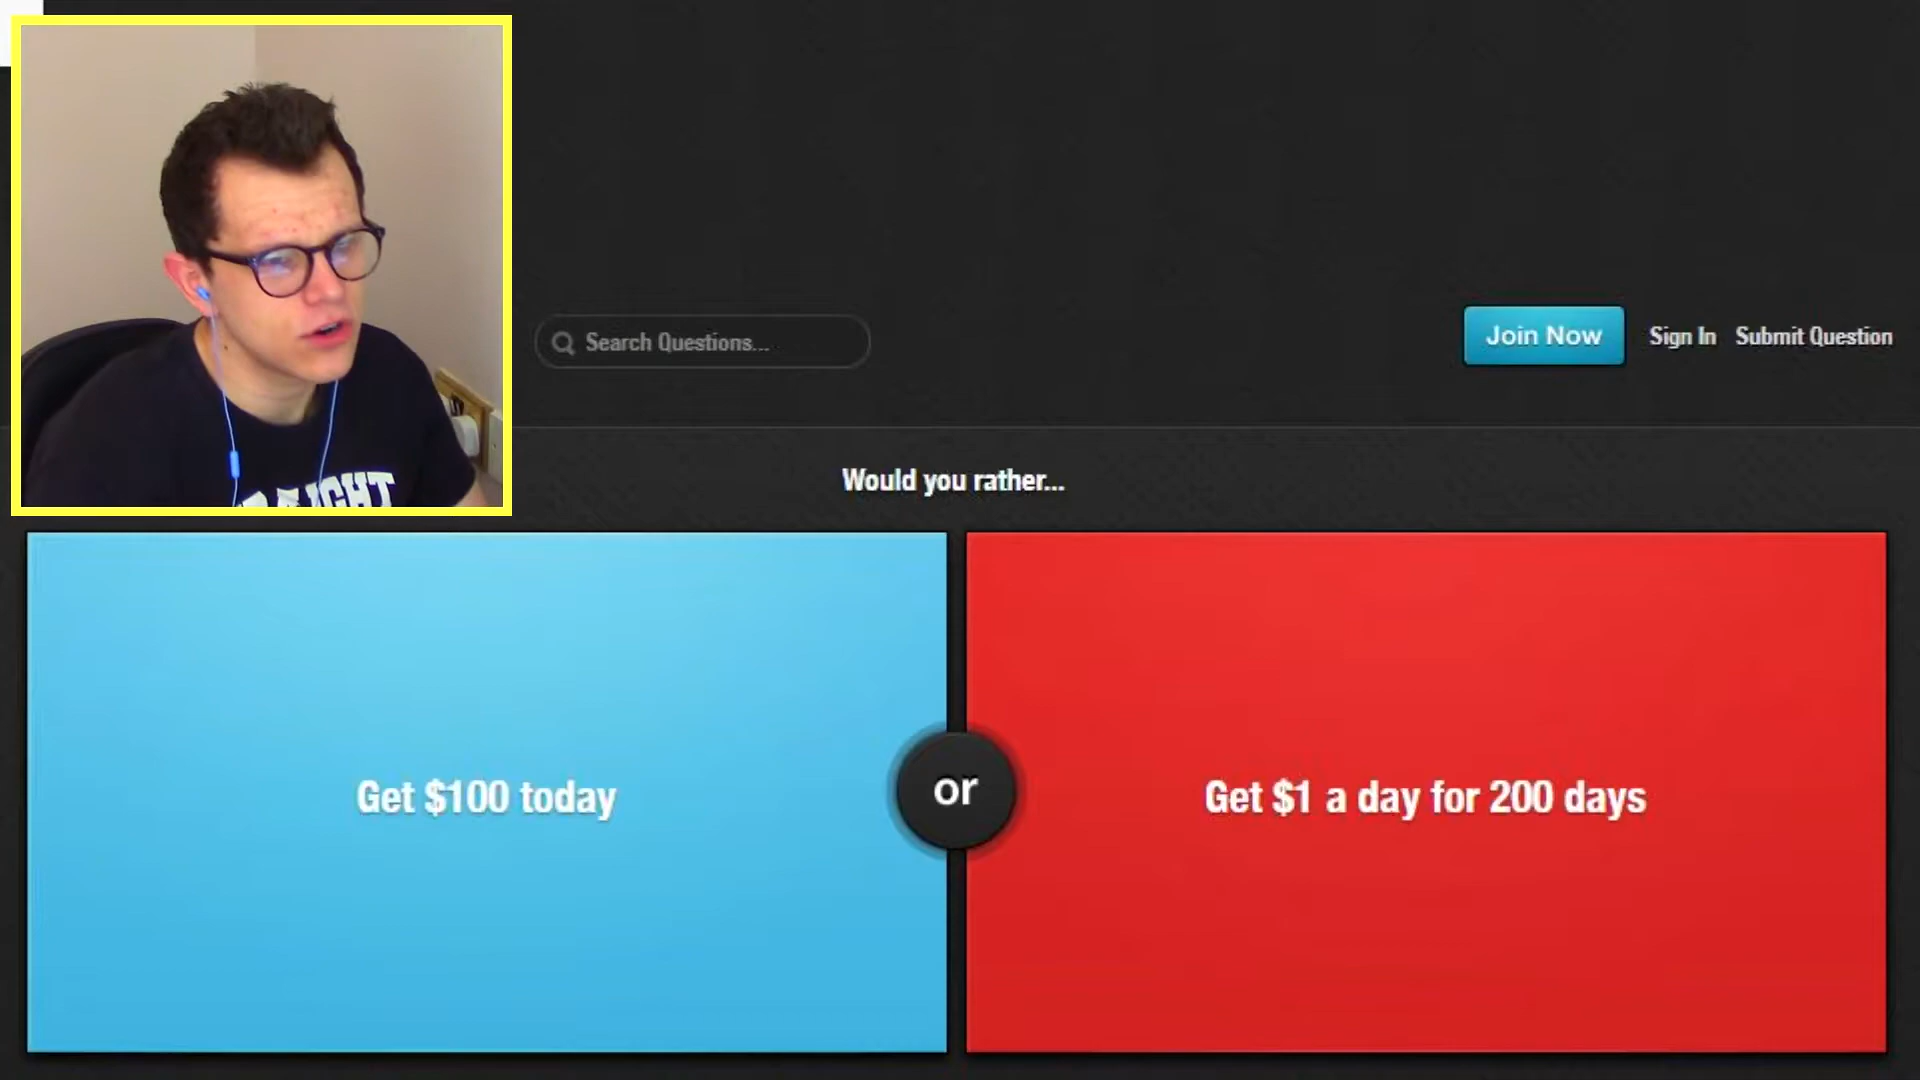 Search Questions...
Join Now
Sign In
Submit Question
Would you rather...
Get $100 today
or
Get $1 a day for 200 days